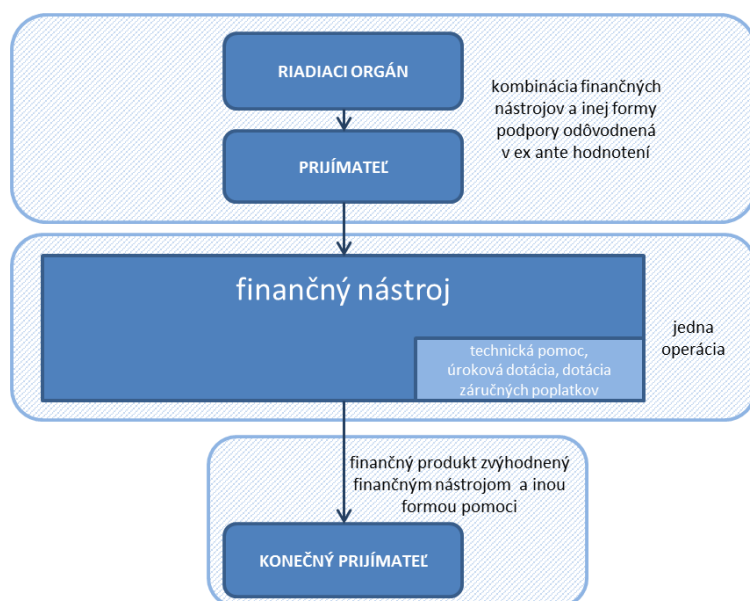 RIADIACI ORGÁN
kombinácia finančných
nástrojov a inej formy
podpory odôvodnená
v ex ante hodnotení
PRIJÍMATEĽ
finančný nástroj
jedna
operácia
technická pomoc,
úroková dotácia, dotácia
záručných poplatkov
finančný produkt zvýhodnený
finančným nástrojom a inou
formou pomoci
KONEČNÝ PRIJÍMATEĽ